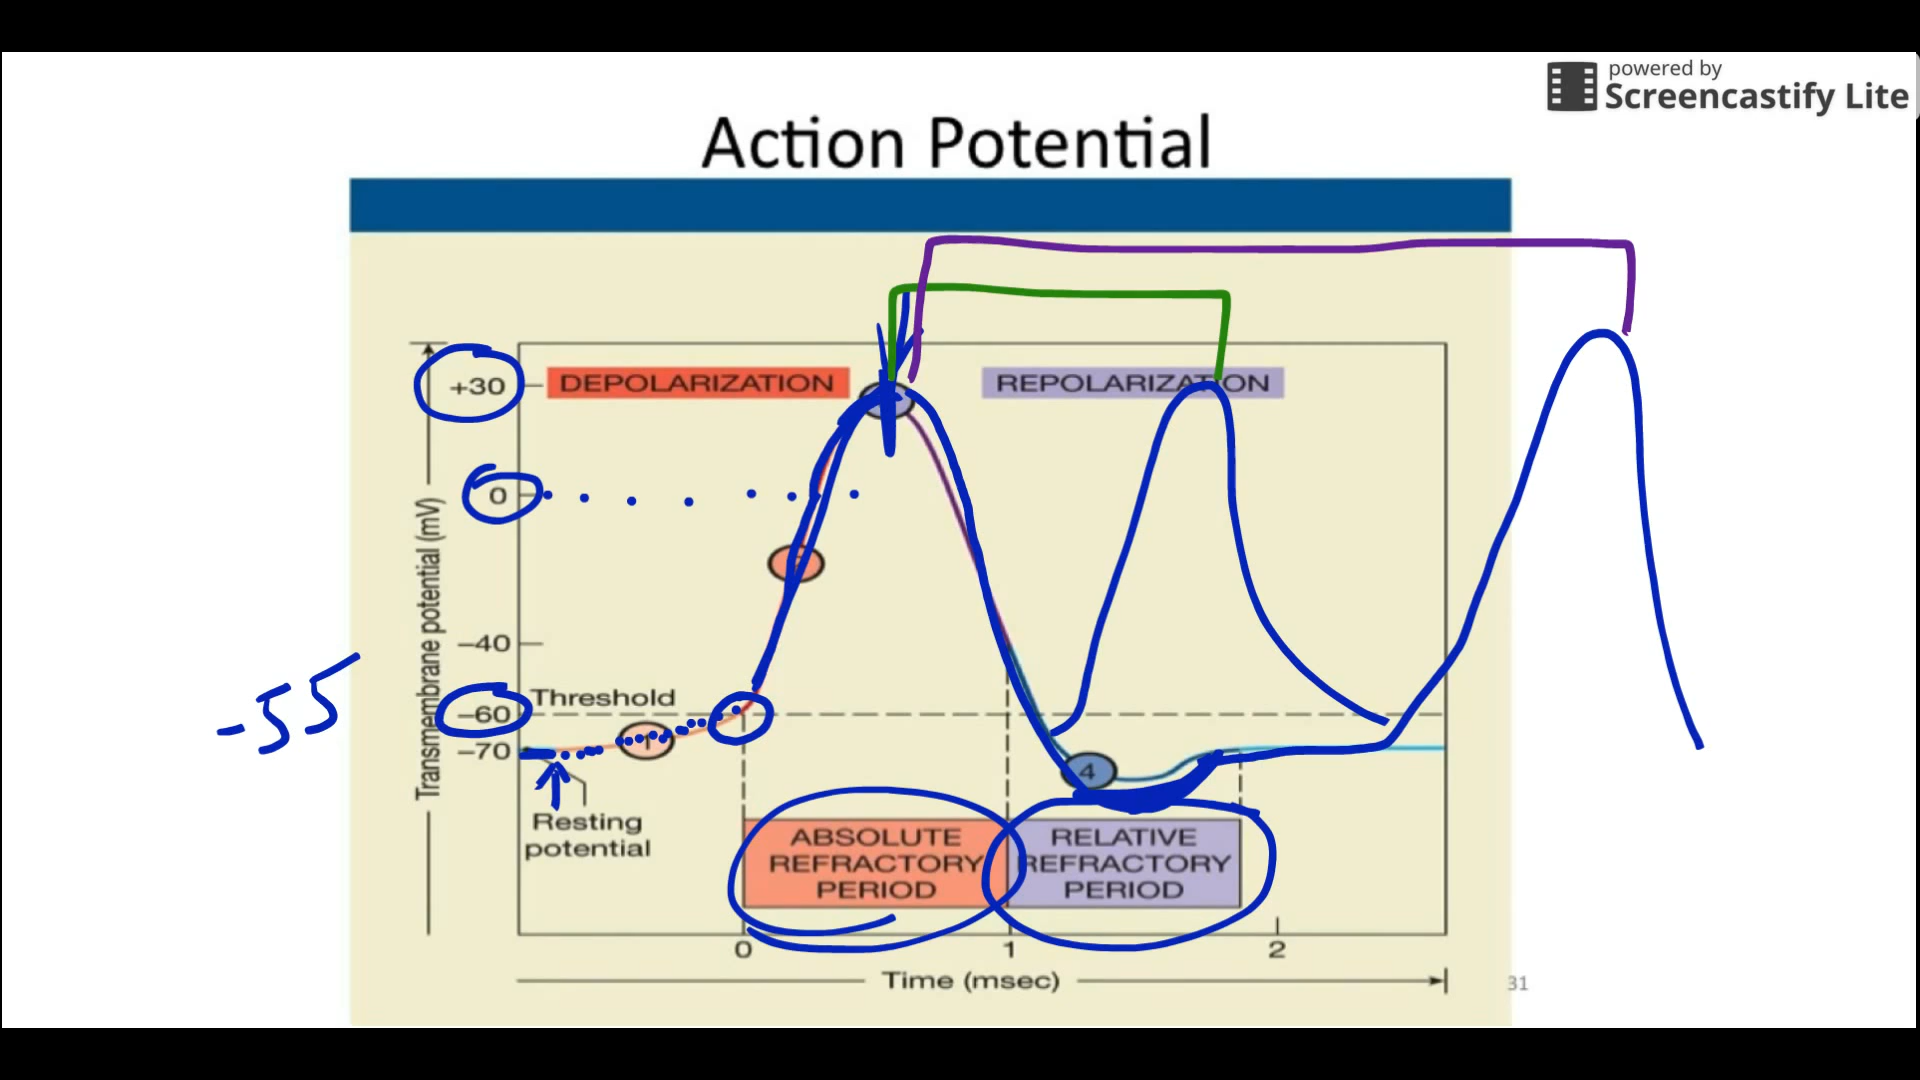 powered by
Screencastify Lite
Action Potential
+30
DEPOLARIZATION
REPOLARIZATION
0
Transmembrane potential (mV)
–40
-55
Threshold
–60
–70
1
4
Resting
potential
ABSOLUTE
REFRACTORY
PERIOD
RELATIVE
REFRACTORY
PERIOD
0 1 2
Time (msec)
31